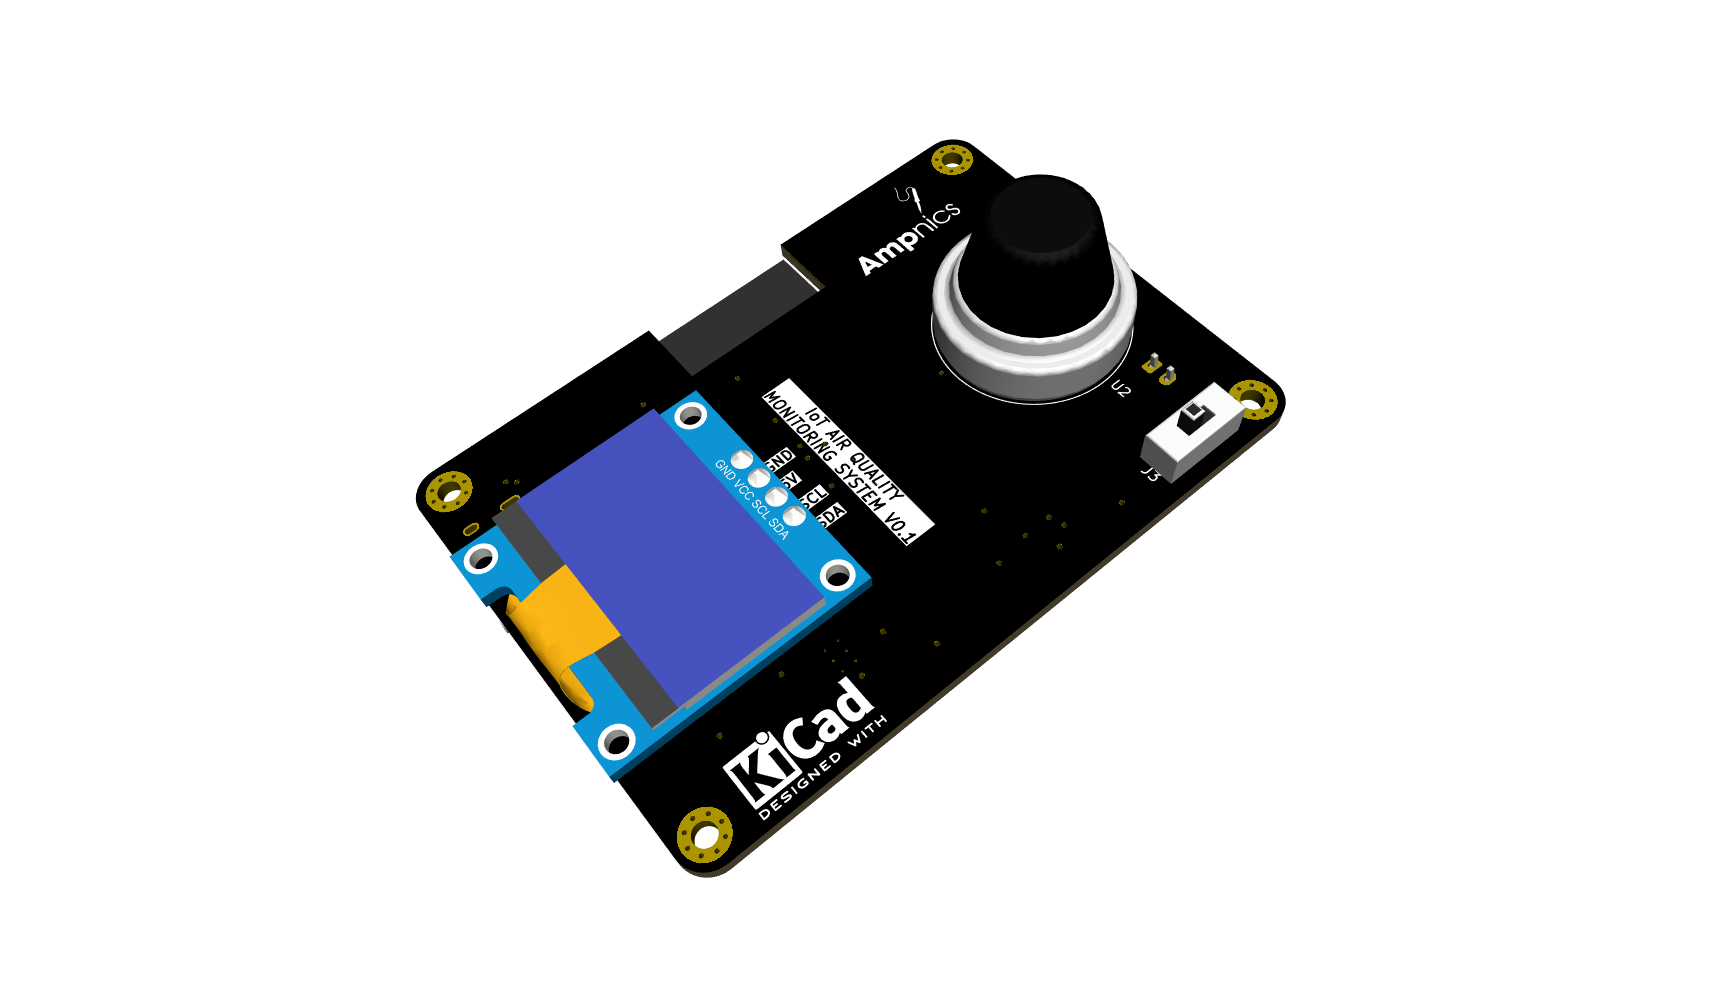 Ampnics
IoT AIR QUALITY
MONITORING SYSTEM V0.1
GND
5V
SCL
SDA
GND VCC SCL SDA
U2
J3
KiCad
DESIGNED WITH